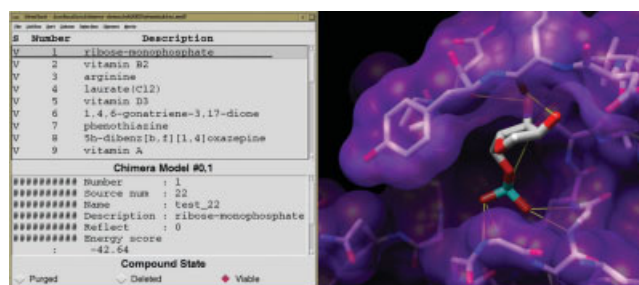 S Number Description
V 1 ribose-monophosphate
V 2 vitamin B2
V 3 arginine
V 4 laurate(C12)
V 5 vitamin D3
V 6 1,4,6-gonatriene-3,17-dione
V 7 phenothiazine
V 8 5h-dibenz[b,f][1,4]oxazepine
V 9 vitamin A
Chimera Model #0.1
########## Number : 1
########## Source num : 22
########## Name : test_22
########## Description : ribose-monophosphate
########## Reflect : 0
########## Energy score
: -42.64
Compound State
Purged Deleted Viable